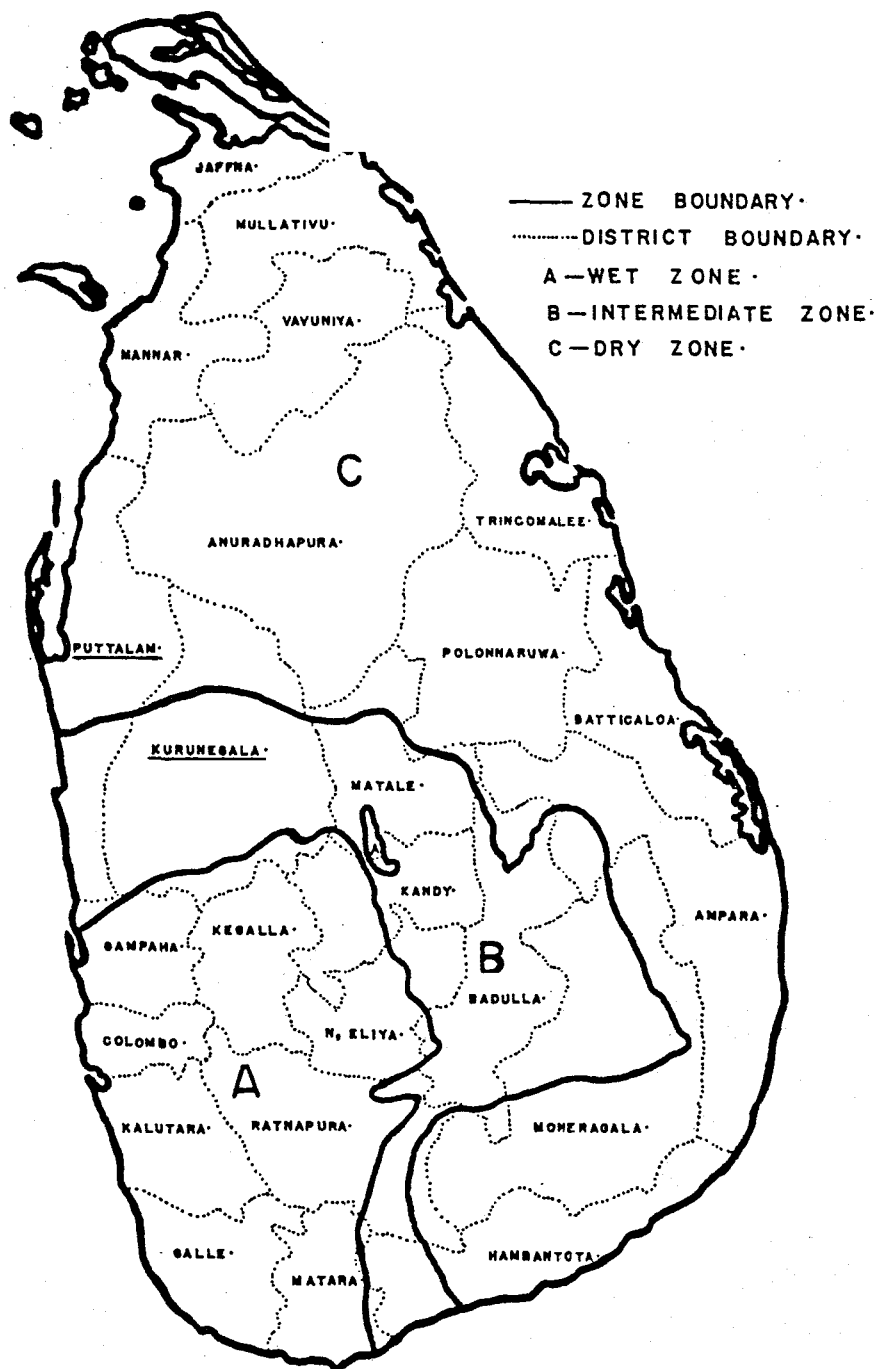 JAFFNA.
MULLATIVU.
VAVUNIYA.
MANNAR.
ZONE BOUNDARY.
DISTRICT BOUNDARY.
A—WET ZONE.
B—INTERMEDIATE ZONE.
C—DRY ZONE.
C
TRINCOMALEE.
ANURADHAPURA.
PUTTALAM.
POLONNARUWA.
BATTICALOA.
KURUNEGALA.
MATALE.
A
KANDY.
AMPARA.
GAMPAHA.
KEGALLA.
B
BADULLA.
COLOMBO.
N, ELIYA.
A
KALUTARA.
RATNAPURA.
MONERAGALA.
GALLE.
MATARA.
HAMBANTOTA.